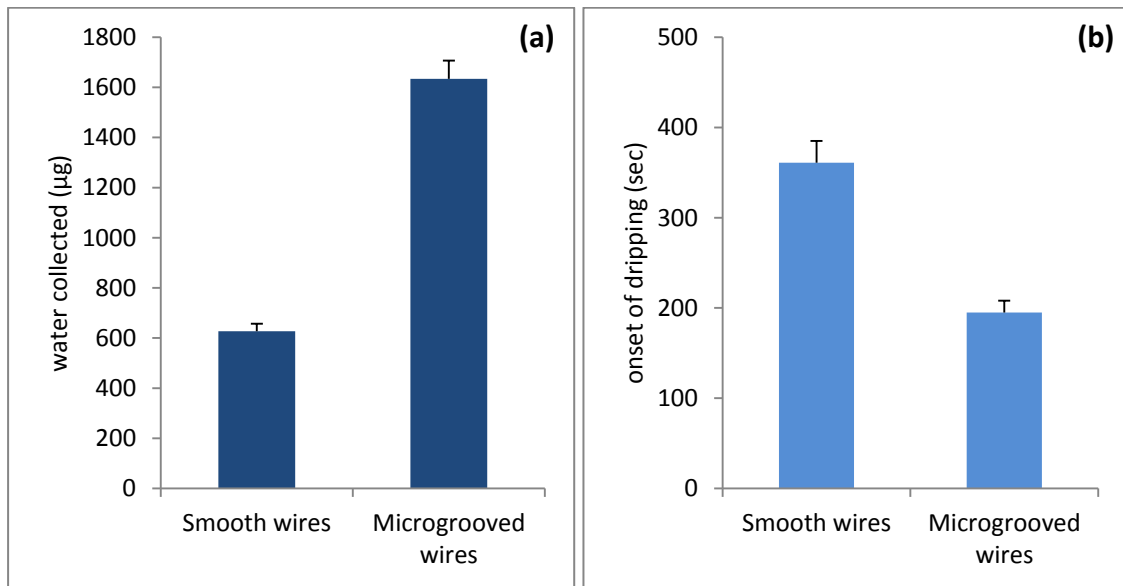 (a)
water collected (µg)
1800
1600
1400
1200
1000
800
600
400
200
0
Smooth wires
Microgrooved
wires
(b)
onset of dripping (sec)
500
400
300
200
100
0
Smooth wires
Microgrooved
wires